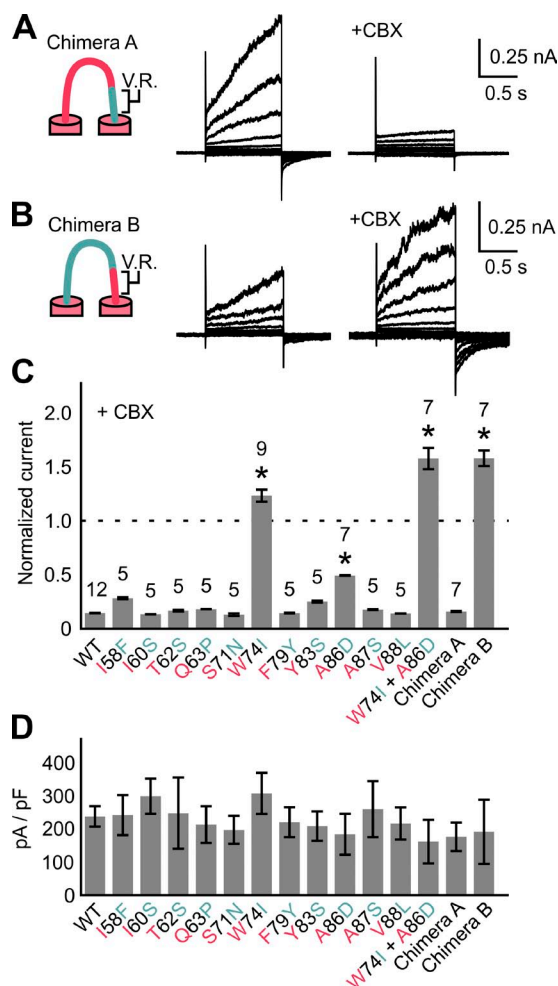 A
Chimera A
V.R.
+CBX
0.25 nA
0.5 s
B
Chimera B
V.R.
+CBX
0.25 nA
0.5 s
C
+ CBX
Normalized current
2.0
1.5
1.0
0.5
0
12
5
5
5
5
5
9
*
5
5
7
*
5
5
7
*
7
7
*
WT
I58F
I60S
T62S
Q63P
S71N
W74I
F79Y
Y83S
A86D
A87S
V88L
W74I + A86D
Chimera A
Chimera B
D
pA / pF
400
300
200
100
0
WT
I58F
I60S
T62S
Q63P
S71N
W74I
F79Y
Y83S
A86D
A87S
V88L
W74I + A86D
Chimera A
Chimera B